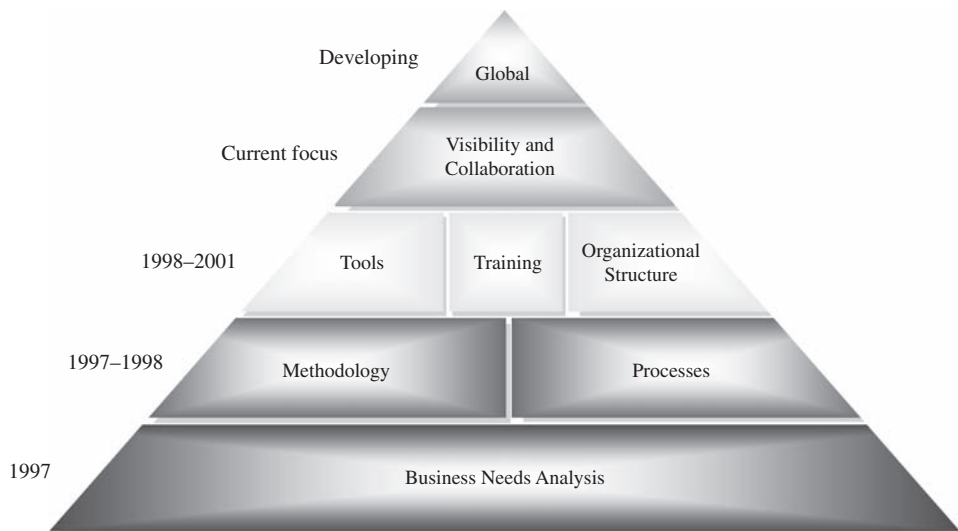 Developing
Global
Current focus
Visibility and
Collaboration
1998–2001
Tools
Training
Organizational
Structure
1997–1998
Methodology
Processes
1997
Business Needs Analysis